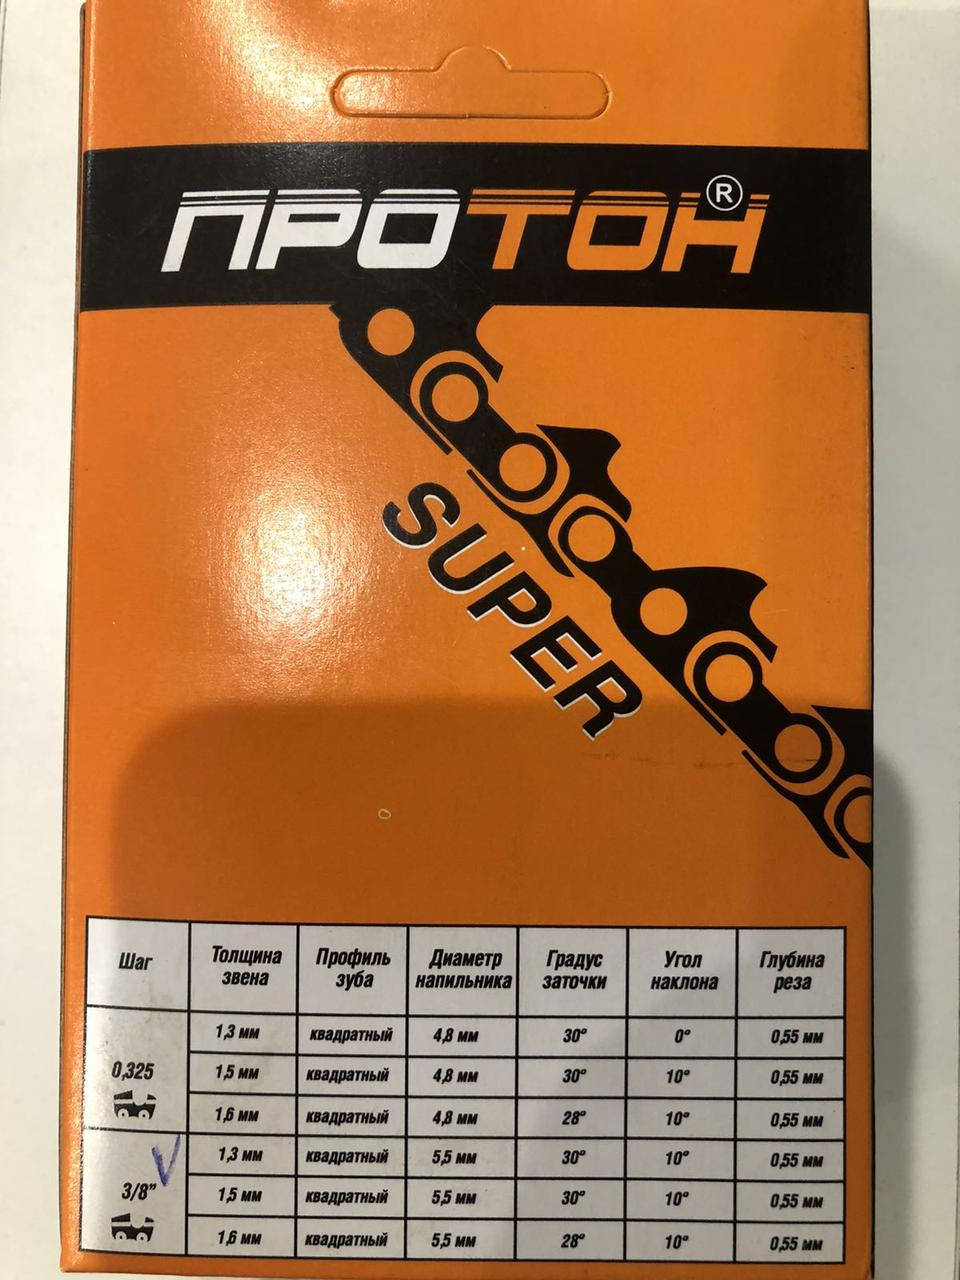 ПРОТОН®
SUPER
Шаг Толщина звена Профиль зуба Диаметр напильника Градус заточки Угол наклона Глубина реза
0,325 1,3 мм квадратный 4,8 мм 30° 0° 0,55 мм
1,5 мм квадратный 4,8 мм 30° 10° 0,55 мм
1,6 мм квадратный 4,8 мм 28° 10° 0,55 мм
3/8” 1,3 мм квадратный 5,5 мм 30° 10° 0,55 мм
1,5 мм квадратный 5,5 мм 30° 10° 0,55 мм
1,6 мм квадратный 5,5 мм 28° 10° 0,55 мм